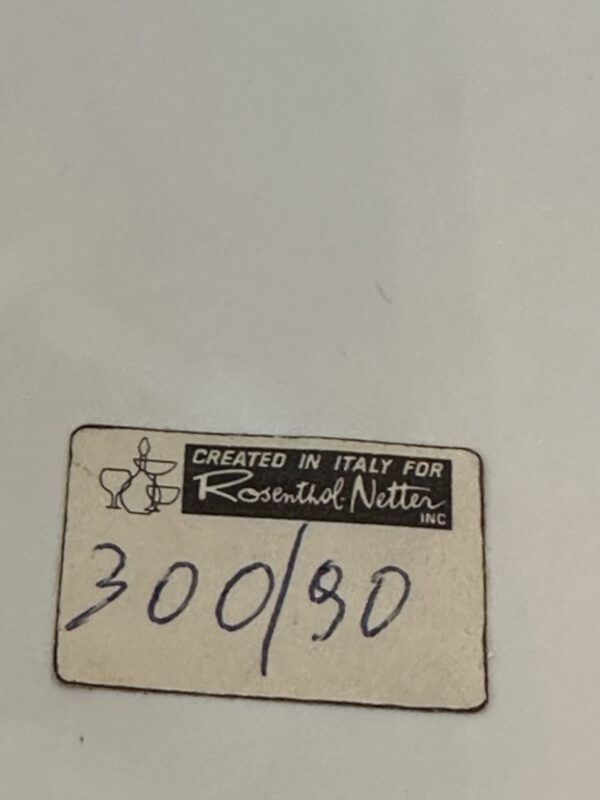 CREATED IN ITALY FOR
Rosenthal-Netter
INC
300/90